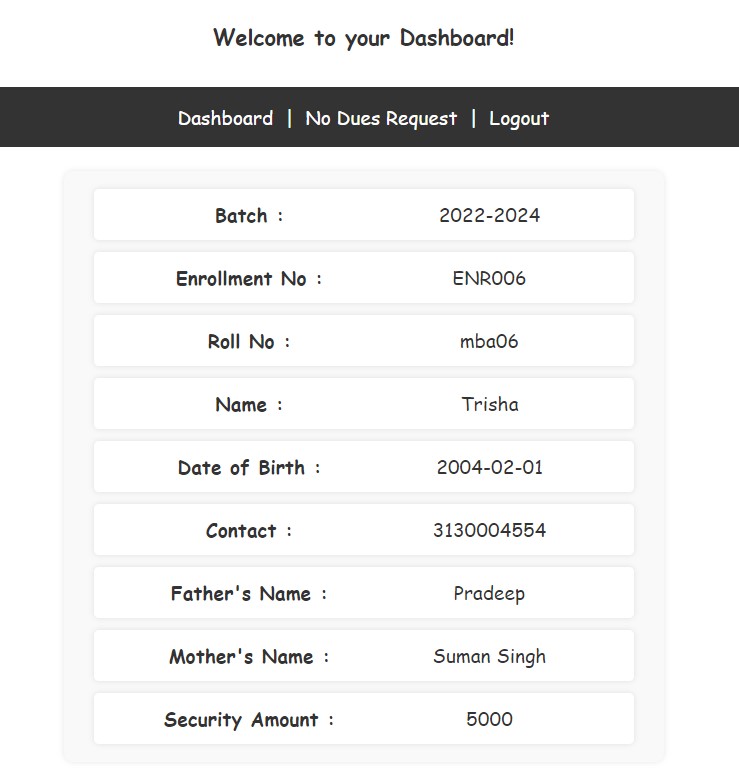 Welcome to your Dashboard!
Dashboard | No Dues Request | Logout
Batch : 2022-2024
Enrollment No : ENR006
Roll No : mba06
Name : Trisha
Date of Birth : 2004-02-01
Contact : 3130004554
Father's Name : Pradeep
Mother's Name : Suman Singh
Security Amount : 5000